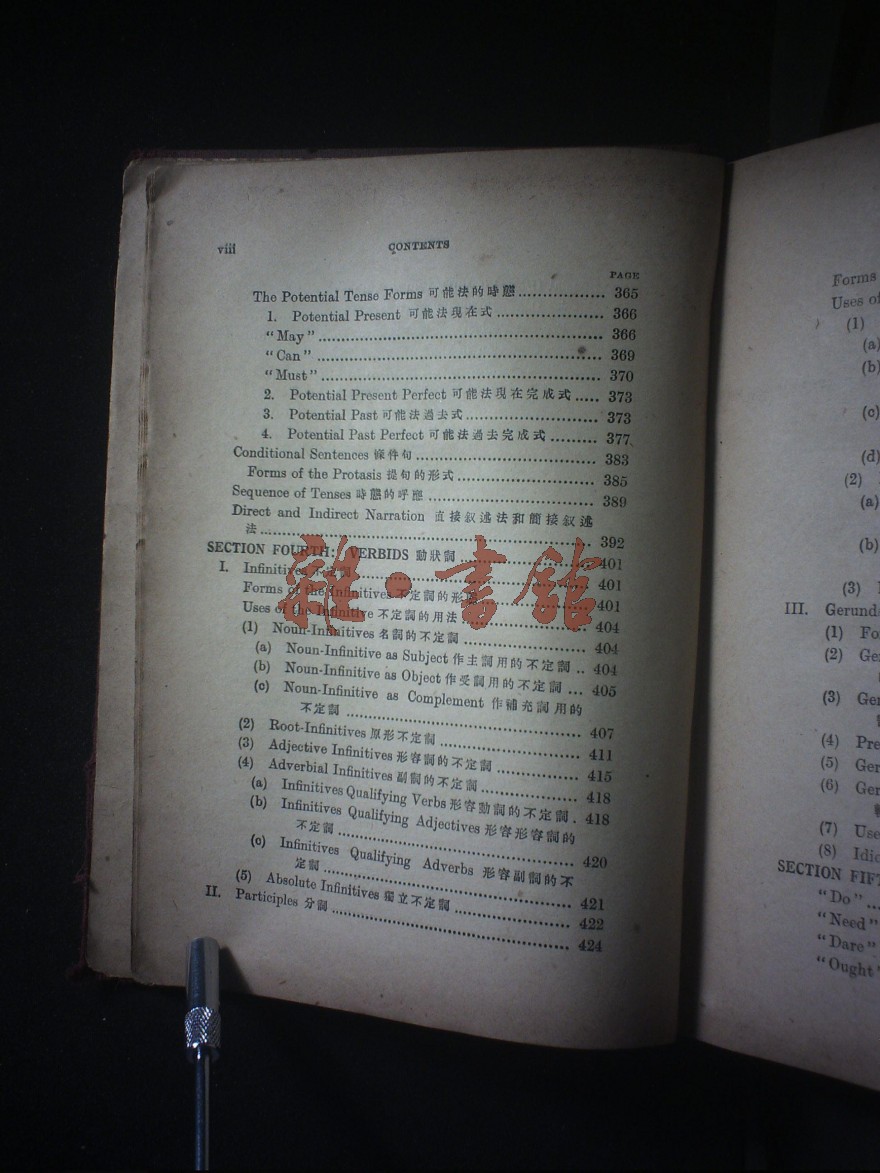 viii CONTENTS
PAGE
The Potential Tense Forms 可能法的時態 365
1. Potential Present 可能法現在式 366
"May" 366
"Can" 369
"Must" 370
2. Potential Present Perfect 可能法現在完成式 373
3. Potential Past 可能法過去式 373
4. Potential Past Perfect 可能法過去完成式 377
Conditional Sentences 條件句 383
Forms of the Protasis 提句的形式 385
Sequence of Tenses 時態的呼應 389
Direct and Indirect Narration 直接叙述法和間接叙述
法 392
SECTION FOURTH: VERBIDS 動狀詞 401
I. Infinitives 不定詞 401
Forms of the Infinitives 不定詞的形式 401
Uses of the Infinitive 不定詞的用法 404
(1) Noun-Infinitives 名詞的不定詞 404
(a) Noun-Infinitive as Subject 作主詞用的不定詞 404
(b) Noun-Infinitive as Object 作受詞用的不定詞 405
(c) Noun-Infinitive as Complement 作補充詞用的
不定詞 407
(2) Root-Infinitives 原形不定詞 411
(3) Adjective Infinitives 形容詞的不定詞 415
(4) Adverbial Infinitives 副詞的不定詞 418
(a) Infinitives Qualifying Verbs 形容動詞的不定詞 418
(b) Infinitives Qualifying Adjectives 形容形容詞的
不定詞 420
(c) Infinitives Qualifying Adverbs 形容副詞的不
定詞 421
(5) Absolute Infinitives 獨立不定詞 422
II. Participles 分詞 424
雜·書館
Forms
Uses of
(1)
(a)
(b)
(c)
(d)
(2)
(a)
(b)
(3)
III. Gerund
(1) Fo
(2) Ge
(3) Ger
(4) Pre
(5) Ger
(6) Ger
(7) Use
(8) Idio
SECTION FIFT
"Do"
"Need"
"Dare"
"Ought"